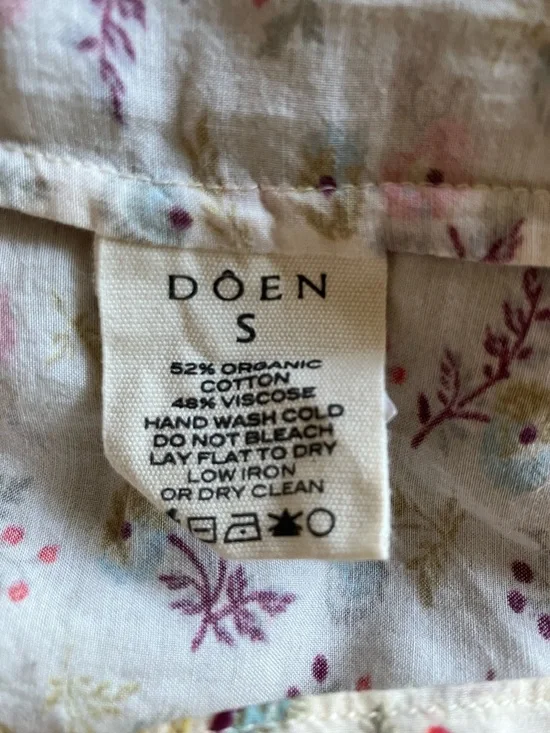 DÔEN
S
52% ORGANIC
COTTON
48% VISCOSE
HAND WASH COLD
DO NOT BLEACH
LAY FLAT TO DRY
LOW IRON
OR DRY CLEAN